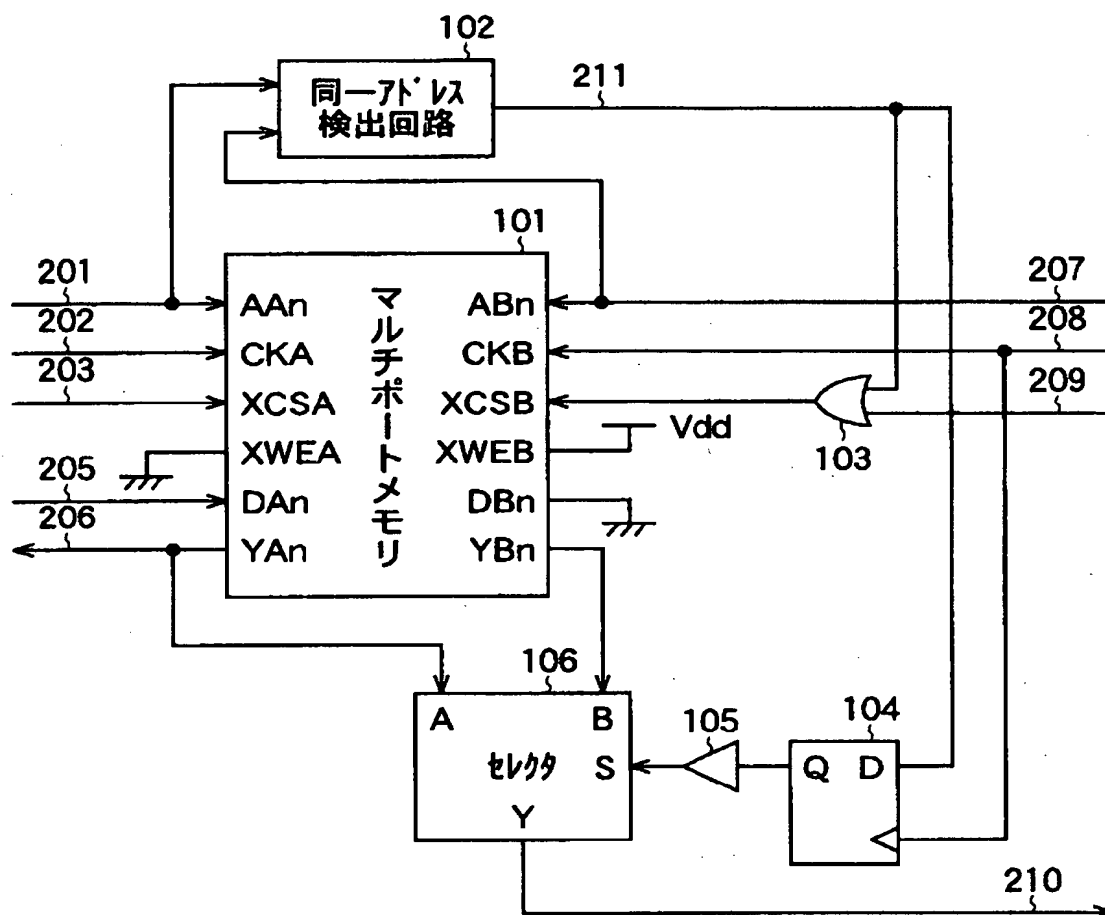 102
同一アドレス
検出回路
211
101
マルチポートメモリ
201
AAn
ABn
207
202
CKA
CKB
208
203
XCSA
XCSB
209
103
XWEA
XWEB
Vdd
205
DAn
DBn
206
YAn
YBn
106
A
B
セレクタ
S
Y
105
104
Q
D
210